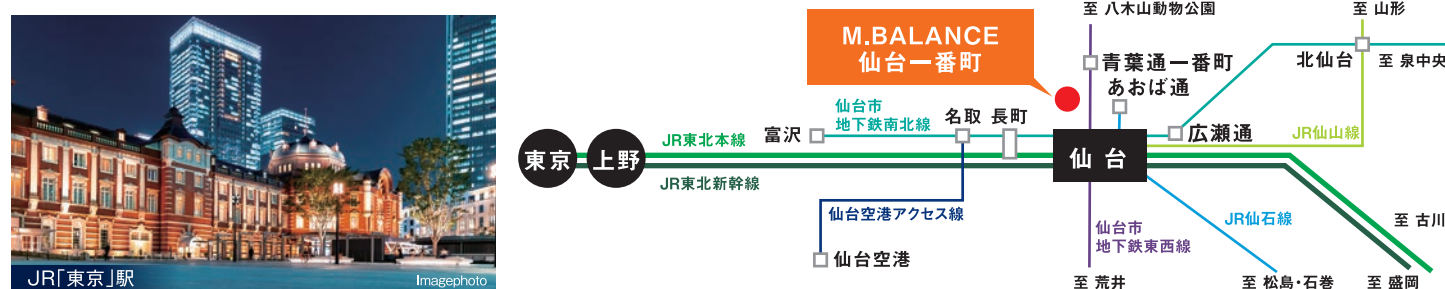 JR「東京」駅
Imagephoto
M.BALANCE
仙台一番町
至 八木山動物公園
至 山形
青葉通一番町
あおば通
北仙台
至 泉中央
仙台市
地下鉄南北線
富沢
名取
長町
広瀬通
JR東北本線
JR仙山線
東京
上野
仙台
JR東北新幹線
仙台空港アクセス線
仙台市
地下鉄東西線
JR仙石線
至 古川
仙台空港
至 荒井
至 松島・石巻
至 盛岡